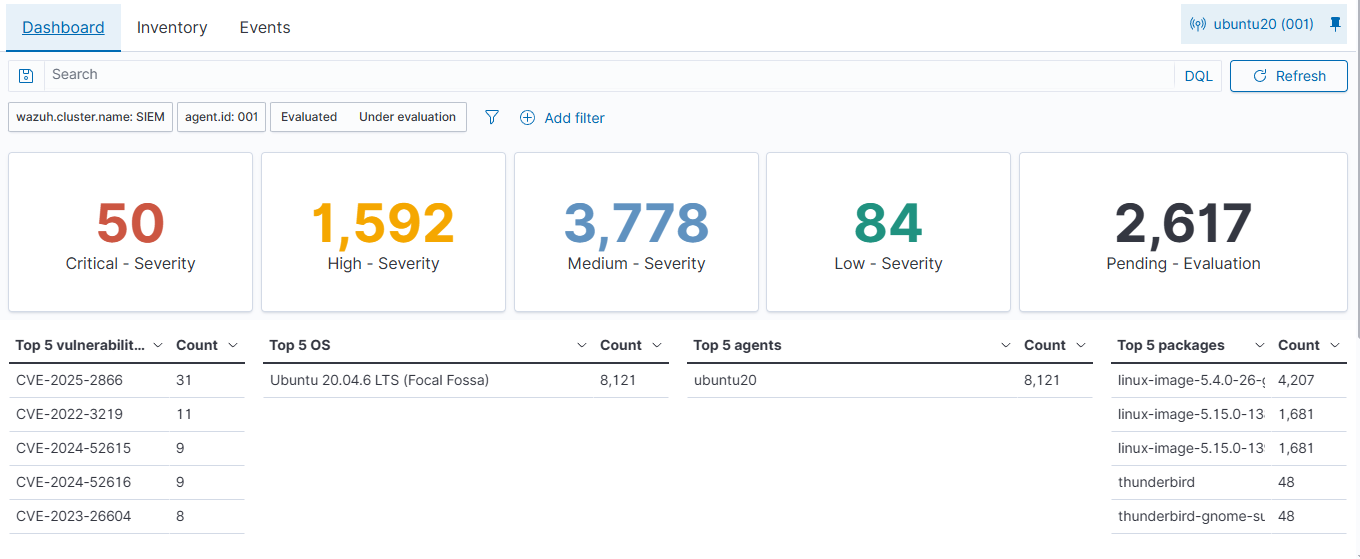 Dashboard Inventory Events ubuntu20 (001)
Search DQL Refresh
wazuh.cluster.name: SIEM agent.id: 001 Evaluated Under evaluation Add filter
50 1,592 3,778 84 2,617
Critical - Severity High - Severity Medium - Severity Low - Severity Pending - Evaluation
Top 5 vulnerabilit... Count Top 5 OS Count Top 5 agents Count Top 5 packages Count
CVE-2025-2866 31 Ubuntu 20.04.6 LTS (Focal Fossa) 8,121 ubuntu20 8,121 linux-image-5.4.0-26-g 4,207
CVE-2022-3219 11 linux-image-5.15.0-13 1,681
CVE-2024-52615 9 linux-image-5.15.0-139 1,681
CVE-2024-52616 9 thunderbird 48
CVE-2023-26604 8 thunderbird-gnome-su 48